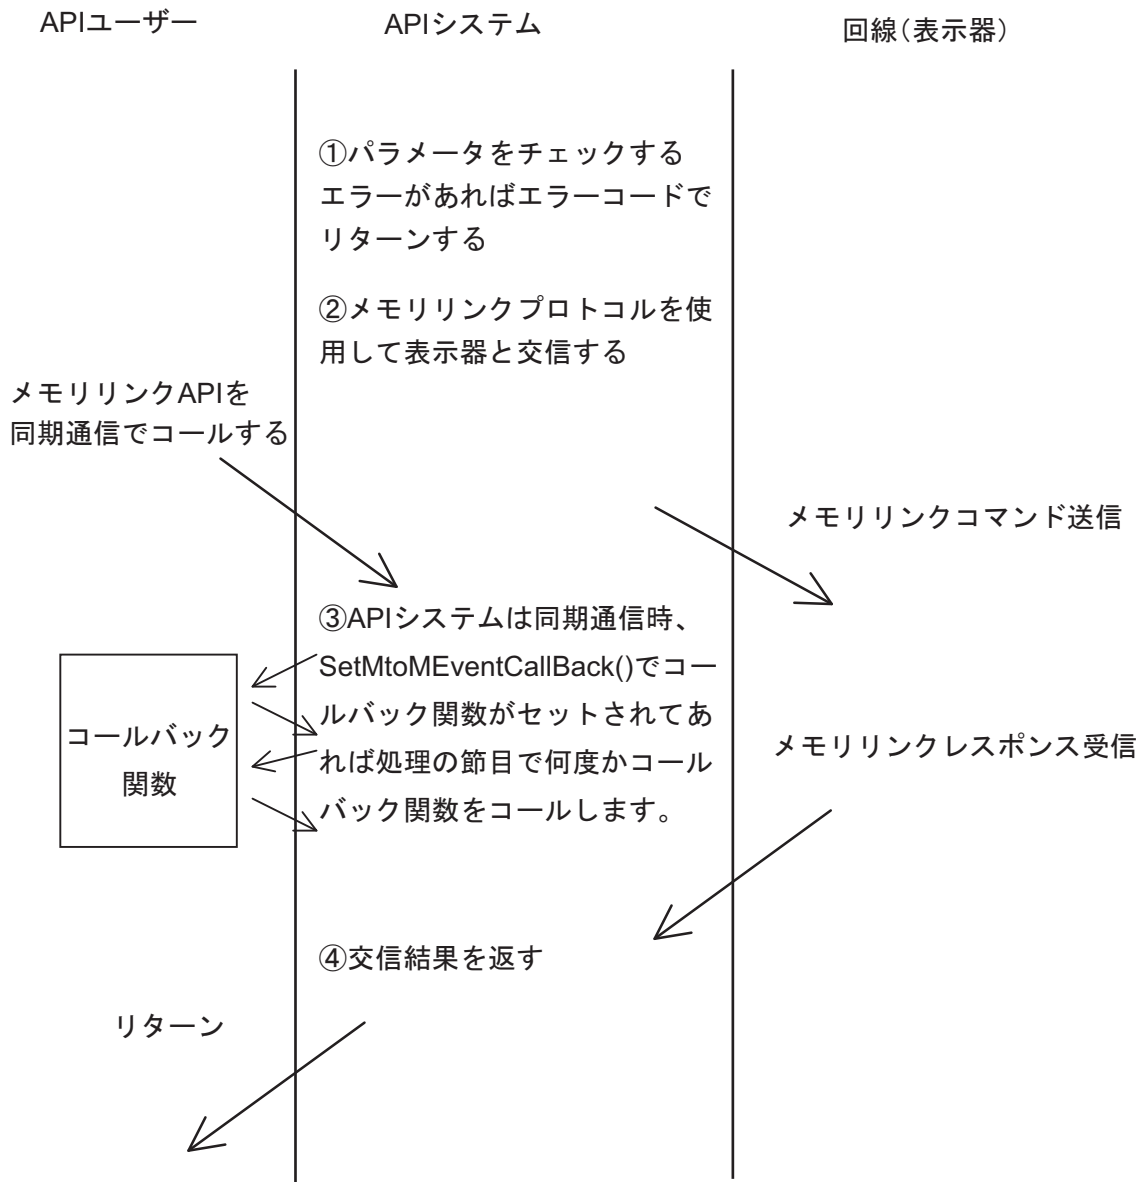 APIユーザー
APIシステム
回線(表示器)
①パラメータをチェックする
エラーがあればエラーコードで
リターンする
②メモリリンクプロトコルを使
用して表示器と交信する
メモリリンクAPIを
同期通信でコールする
メモリリンクコマンド送信
③APIシステムは同期通信時、
SetMtoMEventCallBack()でコー
ルバック関数がセットされてあ
れば処理の節目で何度かコール
バック関数をコールします。
コールバック
関数
メモリリンクレスポンス受信
④交信結果を返す
リターン